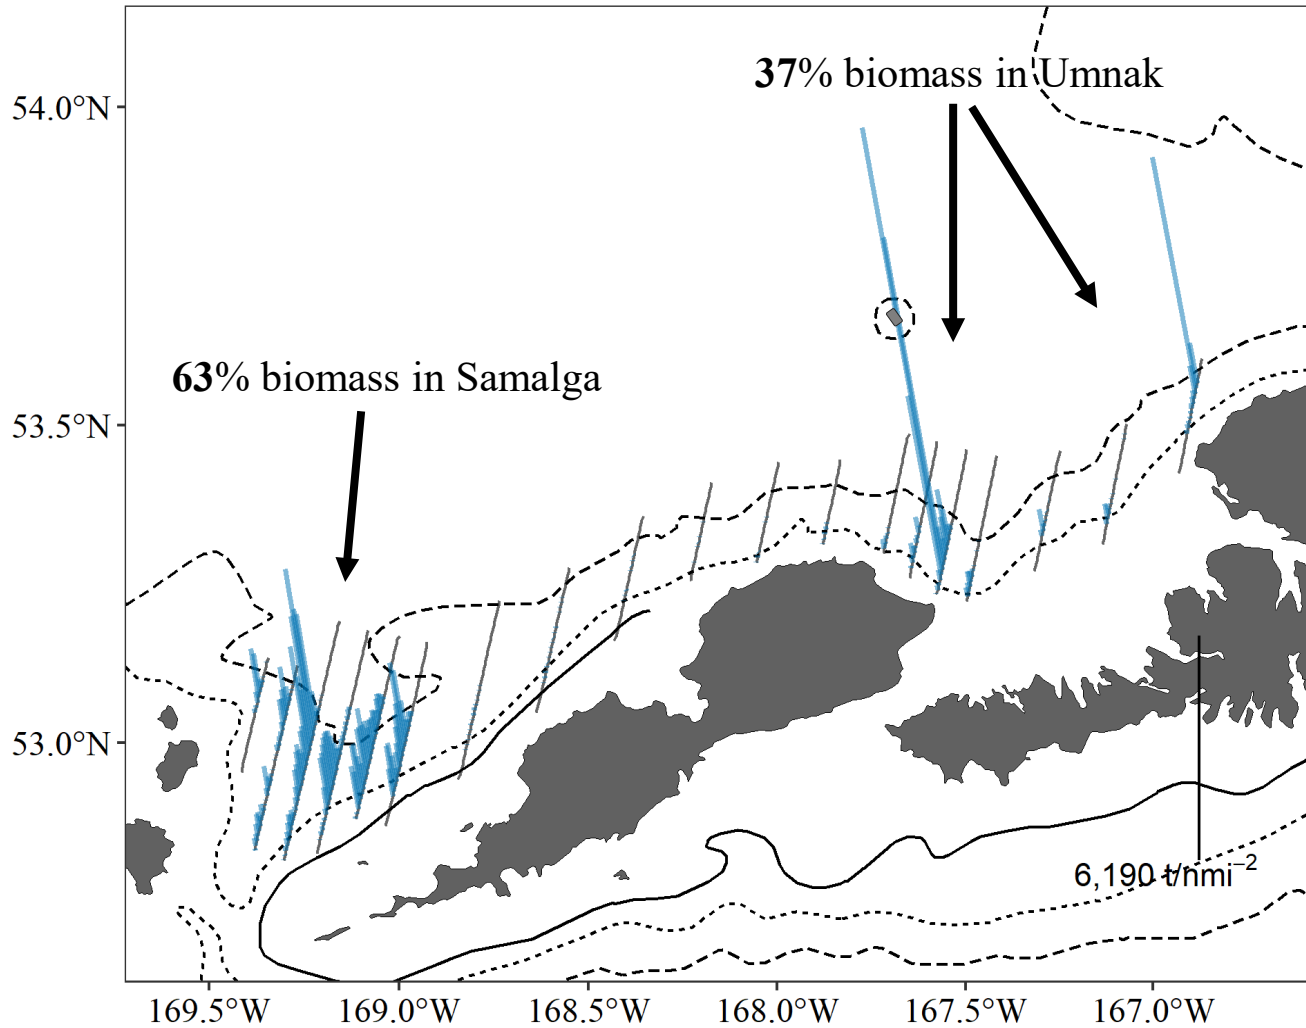 37% biomass in Umnak
54.0°N
63% biomass in Samalga
53.5°N
53.0°N
6,190 t/nmi⁻²
169.5°W 169.0°W 168.5°W 168.0°W 167.5°W 167.0°W